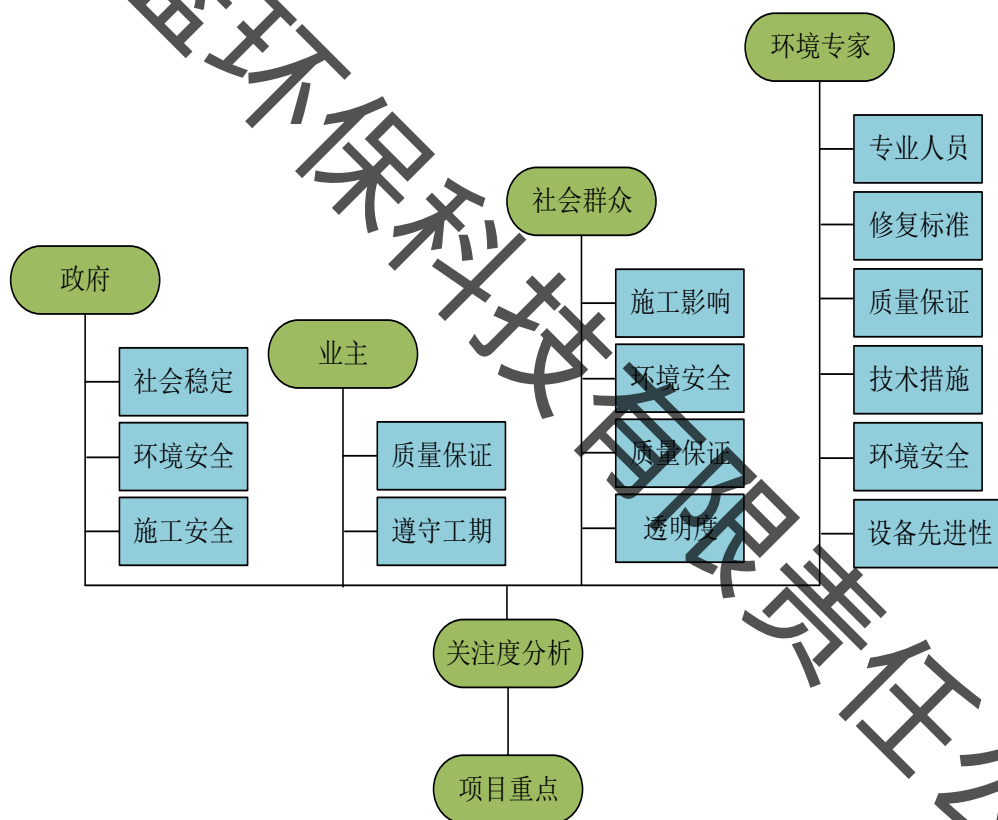 环境专家
专业人员
修复标准
质量保证
技术措施
环境安全
设备先进性
社会群众
施工影响
环境安全
质量保证
透明度
政府
社会稳定
环境安全
施工安全
业主
质量保证
遵守工期
关注度分析
项目重点
环保科技有限责任